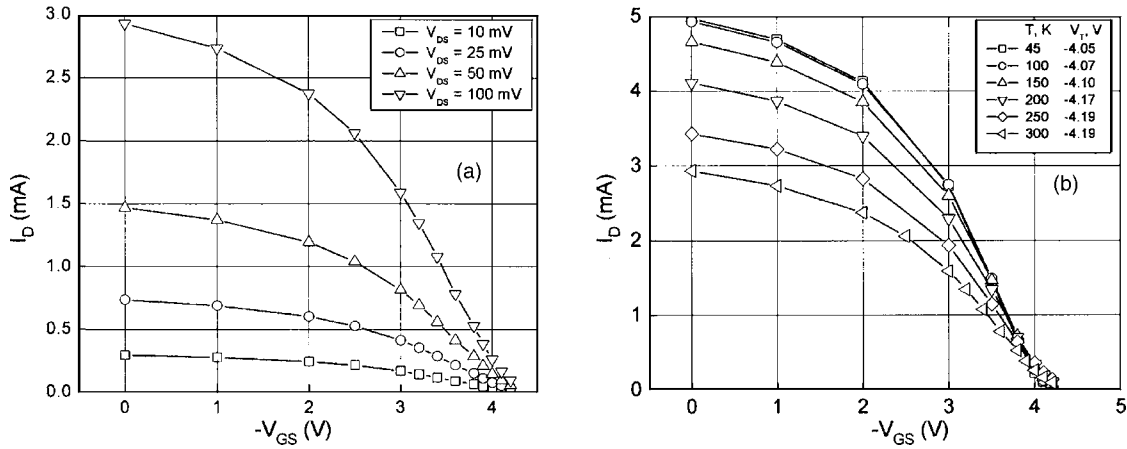 3.0
2.5
2.0
1.5
1.0
0.5
0.0
I_D (mA)
V_DS = 10 mV
V_DS = 25 mV
V_DS = 50 mV
V_DS = 100 mV
(a)
0 1 2 3 4
-V_GS (V)
5
4
3
2
1
0
I_D (mA)
T, K V_T, V
45 -4.05
100 -4.07
150 -4.10
200 -4.17
250 -4.19
300 -4.19
(b)
0 1 2 3 4 5
-V_GS (V)